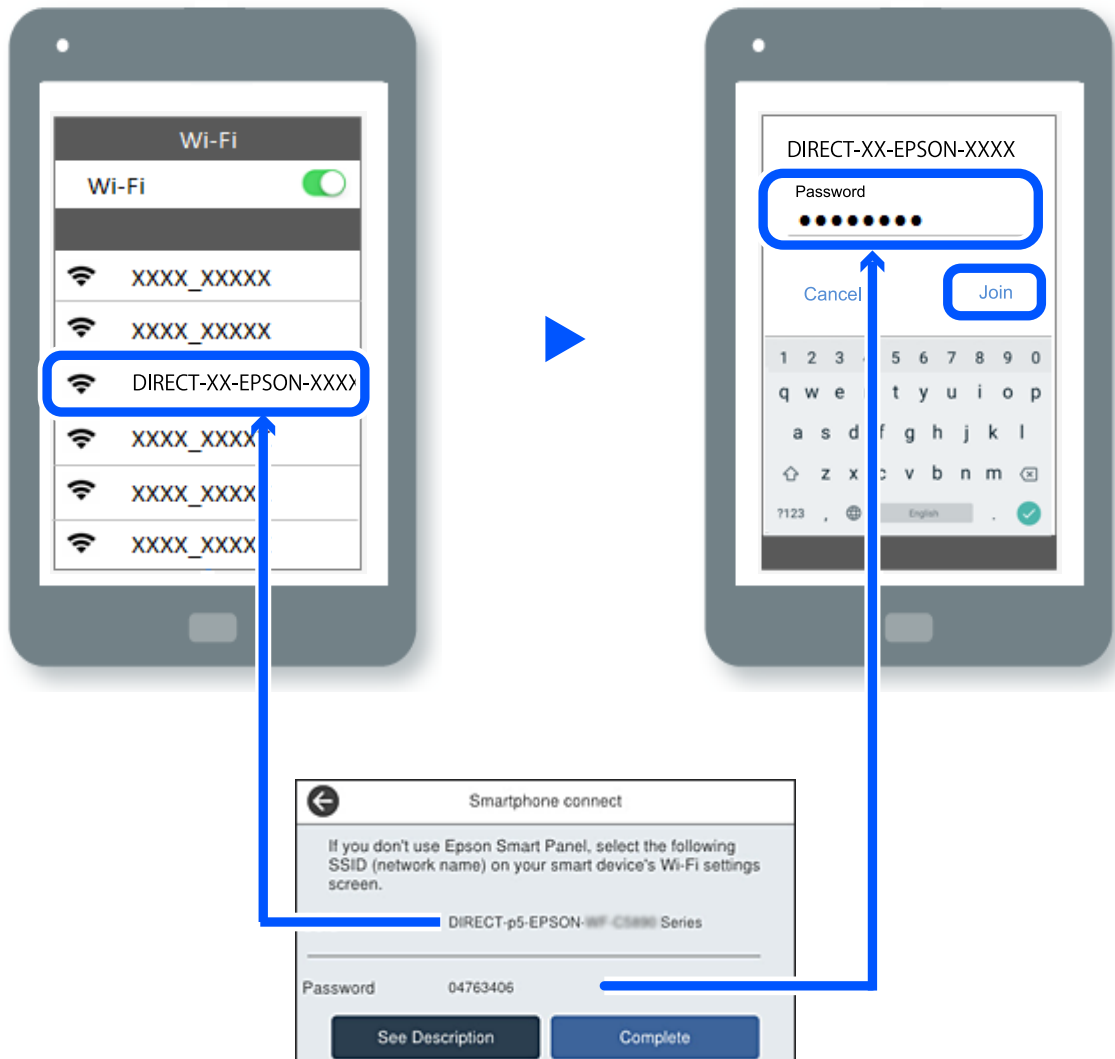 Wi-Fi
Wi-Fi
XXXX_XXXXX
XXXX_XXXXX
DIRECT-XX-EPSON-XXXX
XXXX_XXXX
XXXX_XXXX
XXXX_XXXX
DIRECT-XX-EPSON-XXXX
Password
••••••••
Cancel
Join
1 2 3 5 6 7 8 9 0
q w e t y u i o p
a s d f g h j k l
z x c v b n m
?123 , English .
Smartphone connect
If you don't use Epson Smart Panel, select the following
SSID (network name) on your smart device's Wi-Fi settings
screen.
DIRECT-p5-EPSON- Series
Password 04763406
See Description
Complete